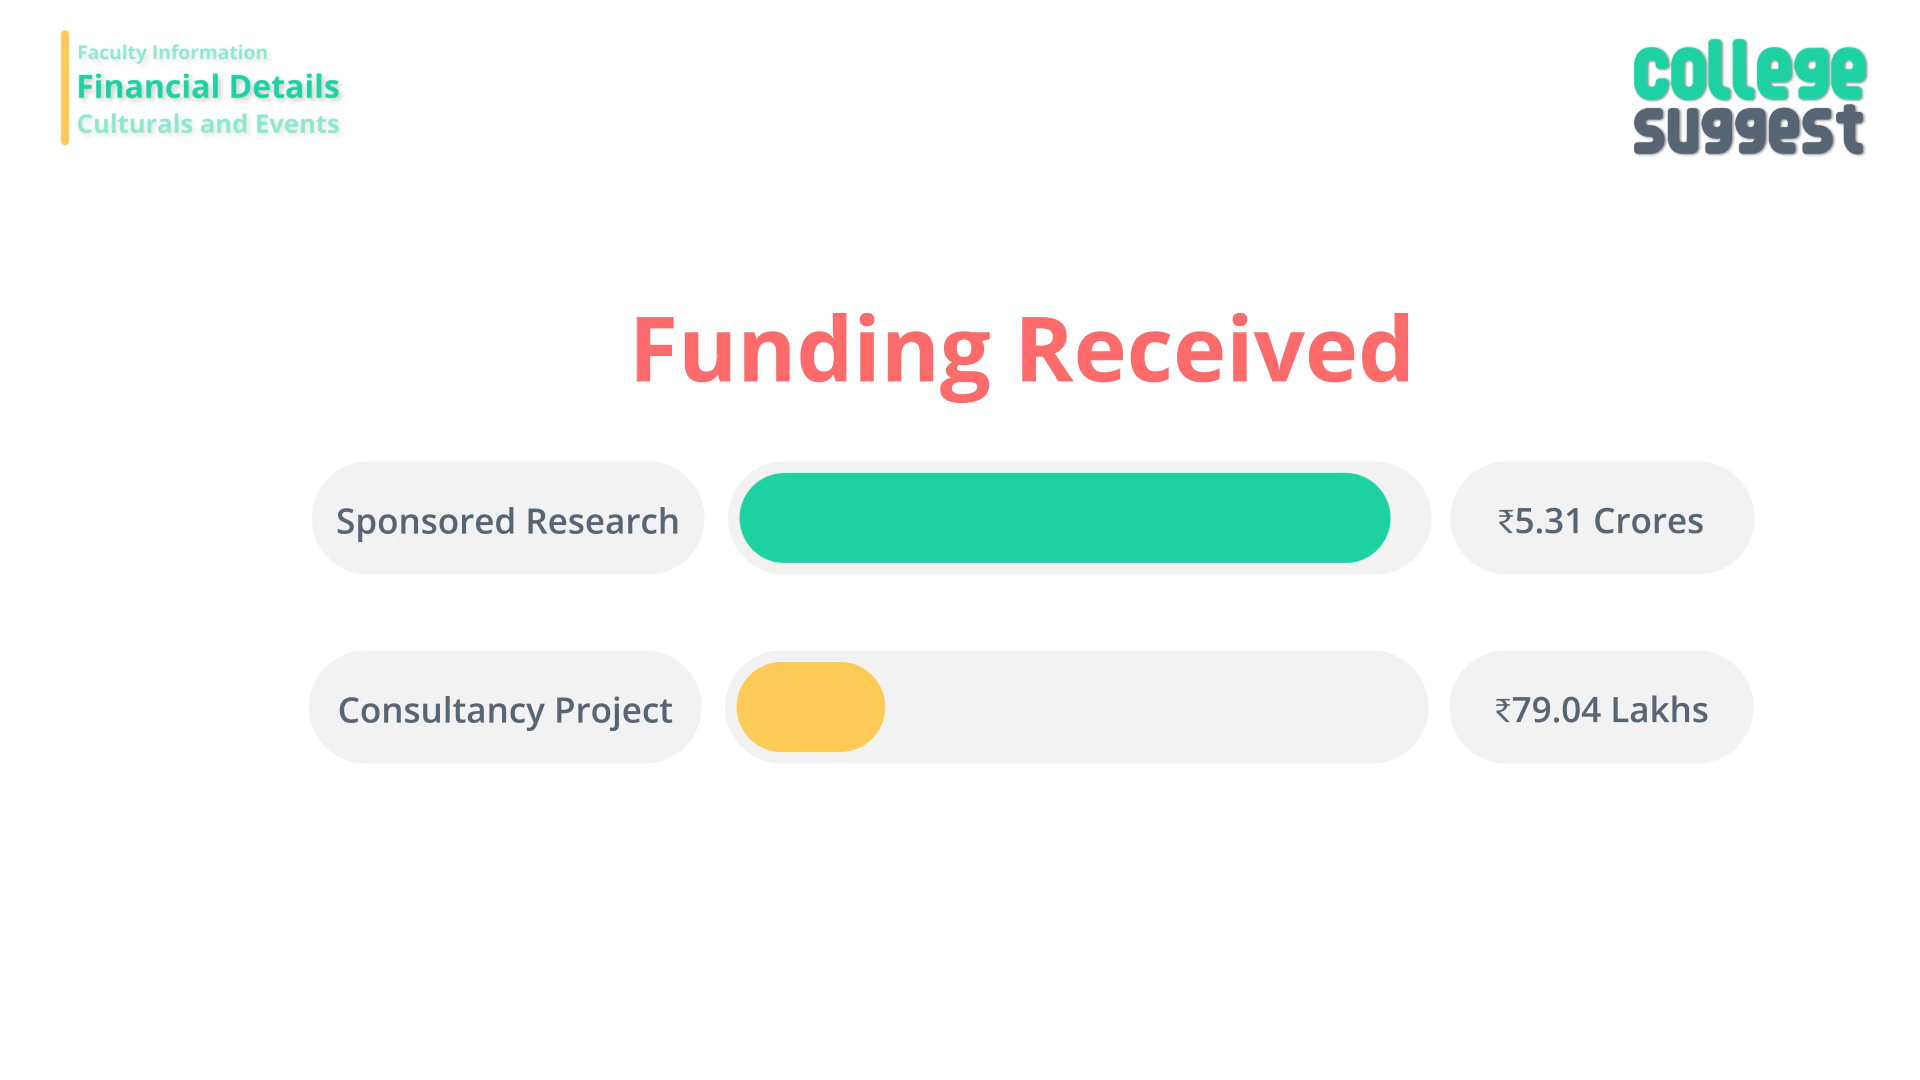 Faculty Information
Financial Details
Culturals and Events
college
suggest
Funding Received
Sponsored Research
₹5.31 Crores
Consultancy Project
₹79.04 Lakhs